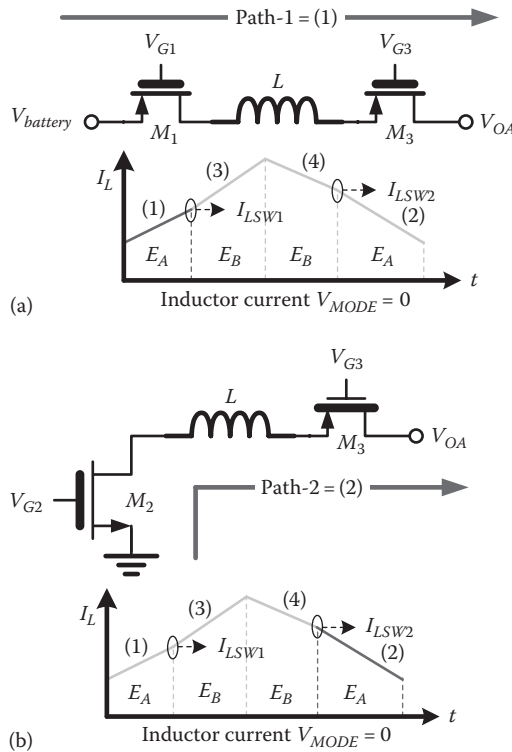 Path-1 = (1)
V_G1 V_G3
L
V_battery M_1 M_3 V_OA
I_L (1) (3) (4) (2)
I_LSW1 I_LSW2
E_A E_B E_B E_A
t
(a) Inductor current V_MODE = 0
V_G3
L
M_3 V_OA
V_G2 M_2
Path-2 = (2)
I_L (1) (3) (4) (2)
I_LSW1 I_LSW2
E_A E_B E_B E_A
t
(b) Inductor current V_MODE = 0